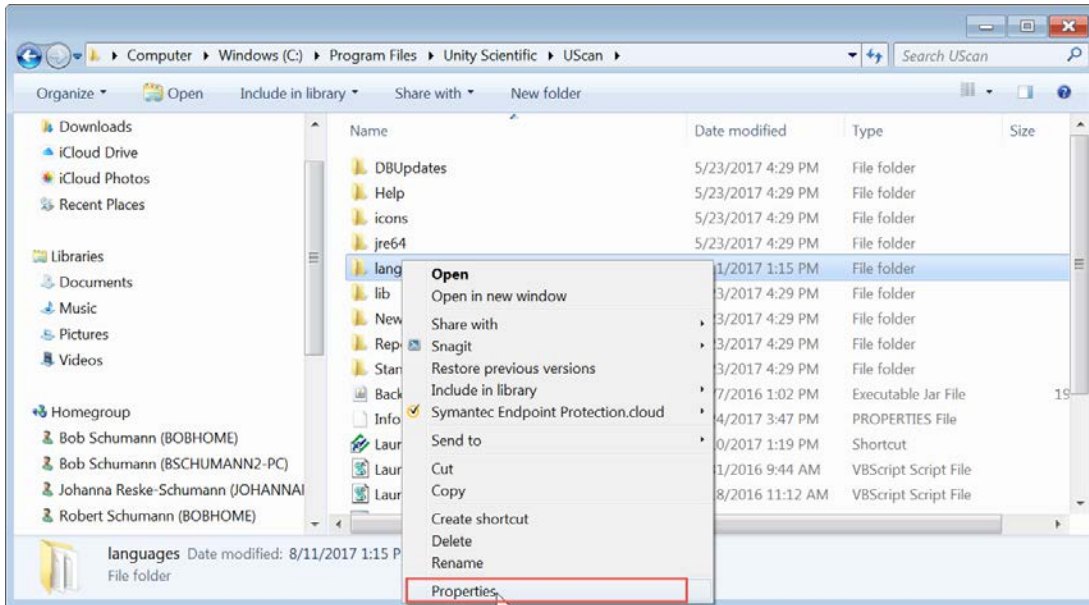 Computer ▸ Windows (C:) ▸ Program Files ▸ Unity Scientific ▸ UScan ▸
Search UScan
Organize Open Include in library Share with New folder
Downloads
iCloud Drive
iCloud Photos
Recent Places
Libraries
Documents
Music
Pictures
Videos
Homegroup
Bob Schumann (BOBHOME)
Bob Schumann (BSCHUMANN2-PC)
Johanna Reske-Schumann (JOHANNAI
Robert Schumann (BOBHOME)
Name Date modified Type Size
DBUpdates 5/23/2017 4:29 PM File folder
Help 5/23/2017 4:29 PM File folder
icons 5/23/2017 4:29 PM File folder
jre64 5/23/2017 4:29 PM File folder
lang 1/2017 1:15 PM File folder
lib 3/2017 4:29 PM File folder
New 3/2017 4:29 PM File folder
Rep 3/2017 4:29 PM File folder
Stan 3/2017 4:29 PM File folder
Back 7/2016 1:02 PM Executable Jar File 19
Info 4/2017 3:47 PM PROPERTIES File
Laur 0/2017 1:19 PM Shortcut
Laur 1/2016 9:44 AM VBScript Script File
Laur 8/2016 11:12 AM VBScript Script File
Open
Open in new window
Share with
Snagit
Restore previous versions
Include in library
Symantec Endpoint Protection.cloud
Send to
Cut
Copy
Create shortcut
Delete
Rename
Properties
languages Date modified: 8/11/2017 1:15 P
File folder